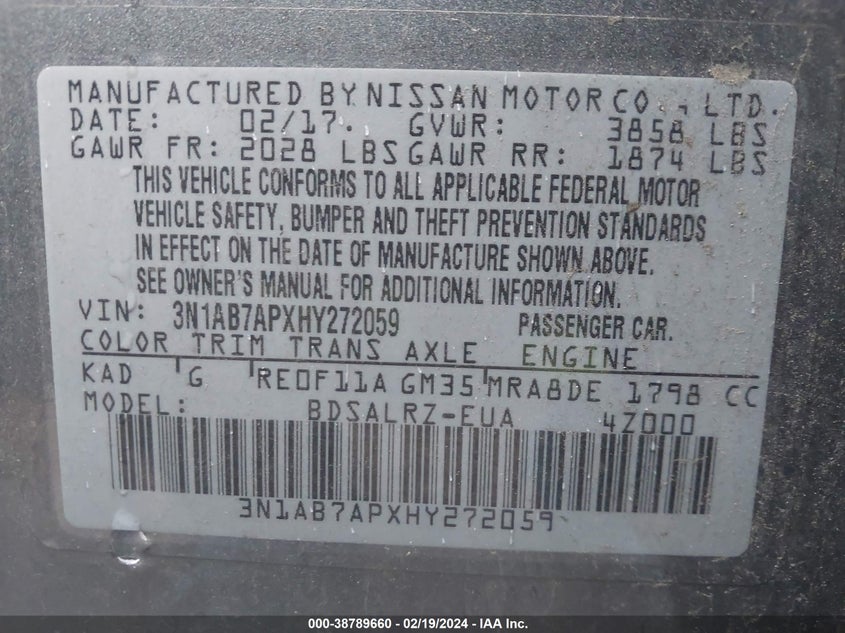 MANUFACTURED BY NISSAN MOTOR CO., LTD.
DATE: 02/17. GVWR: 3858 LBS
GAWR FR: 2028 LBS GAWR RR: 1874 LBS
THIS VEHICLE CONFORMS TO ALL APPLICABLE FEDERAL MOTOR
VEHICLE SAFETY, BUMPER AND THEFT PREVENTION STANDARDS
IN EFFECT ON THE DATE OF MANUFACTURE SHOWN ABOVE.
SEE OWNER'S MANUAL FOR ADDITIONAL INFORMATION.
VIN: 3N1AB7APXHY272059 PASSENGER CAR.
COLOR TRIM TRANS AXLE ENGINE
KAD G RE0F11A GM35 MRA8DE 1798 CC
MODEL: BDSALRZ-EUA 4Z000
3N1AB7APXHY272059
000-38789660 - 02/19/2024 - IAA Inc.